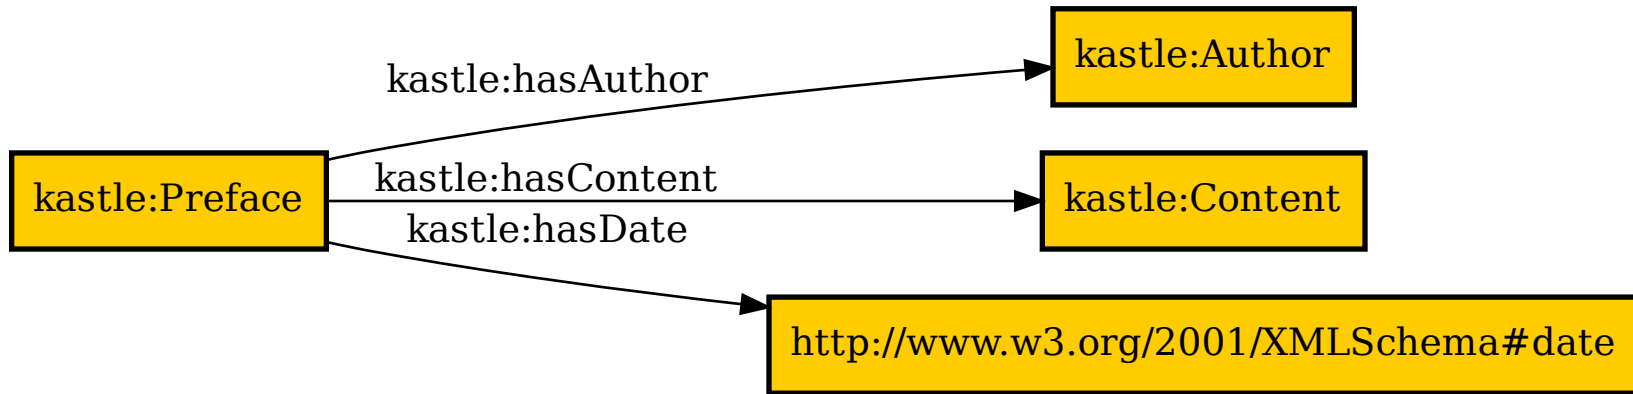 kastle:Author
kastle:hasAuthor
kastle:Preface
kastle:hasContent
kastle:Content
kastle:hasDate
http://www.w3.org/2001/XMLSchema#date